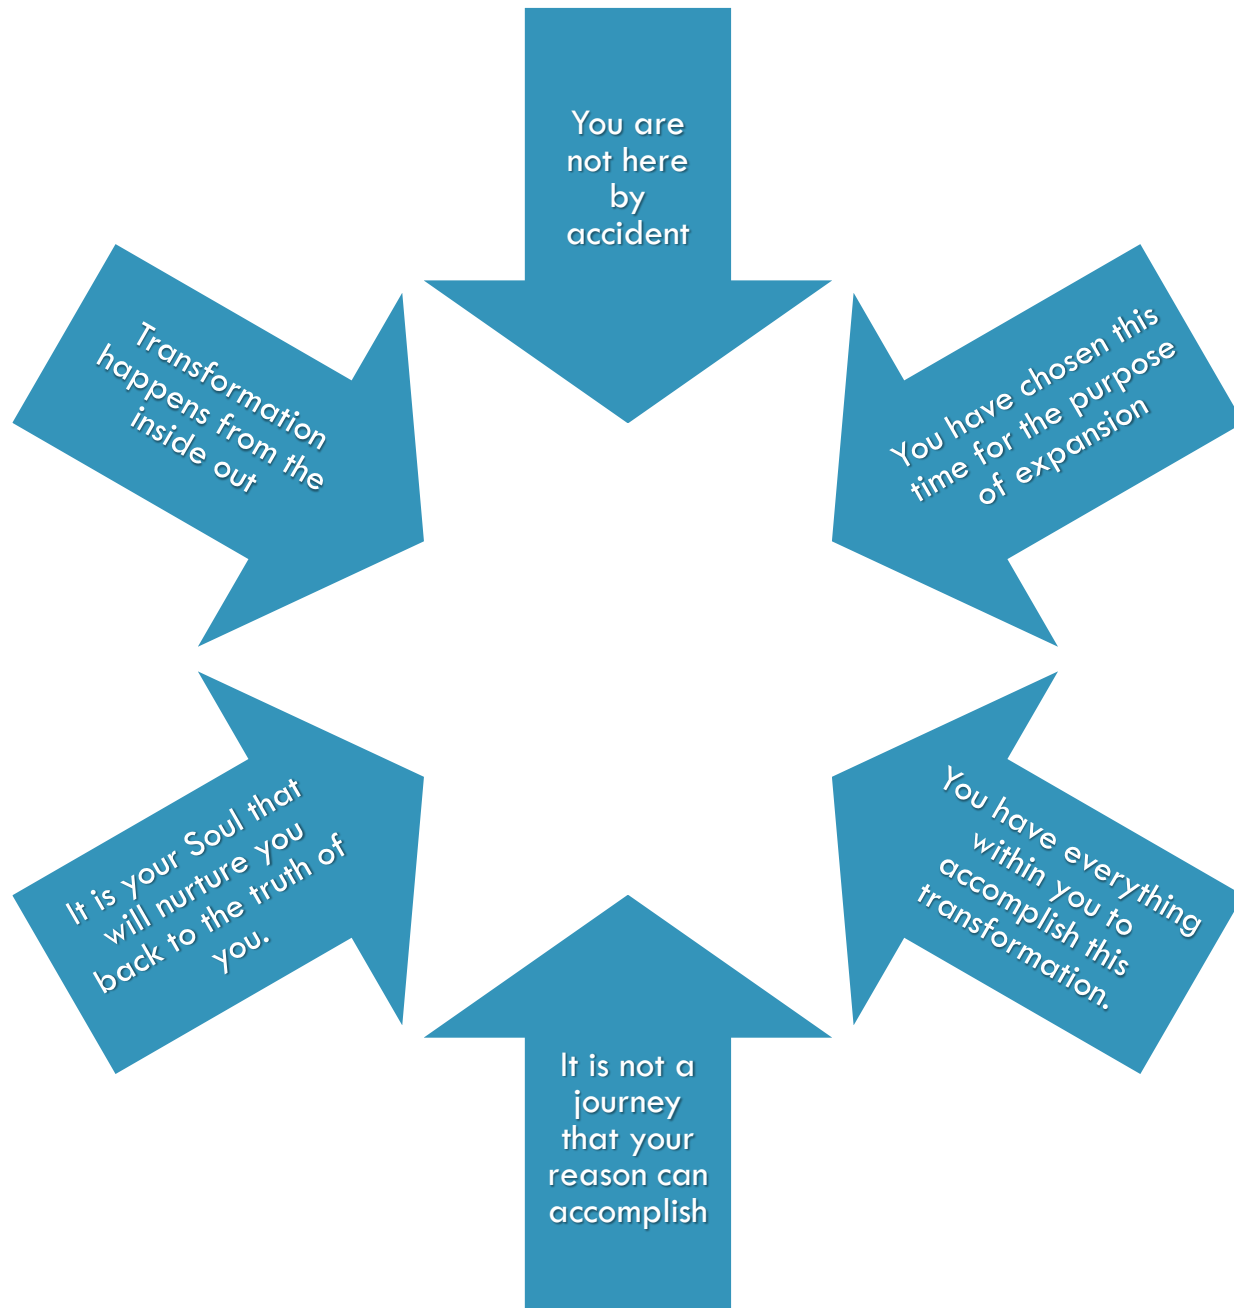 You are
not here
by
accident
You have chosen this
time for the purpose
of expansion
You have everything
within you to
accomplish this
transformation.
It is not a
journey
that your
reason can
accomplish
It is your Soul that
will nurture you
back to the truth of
you.
Transformation
happens from the
inside out